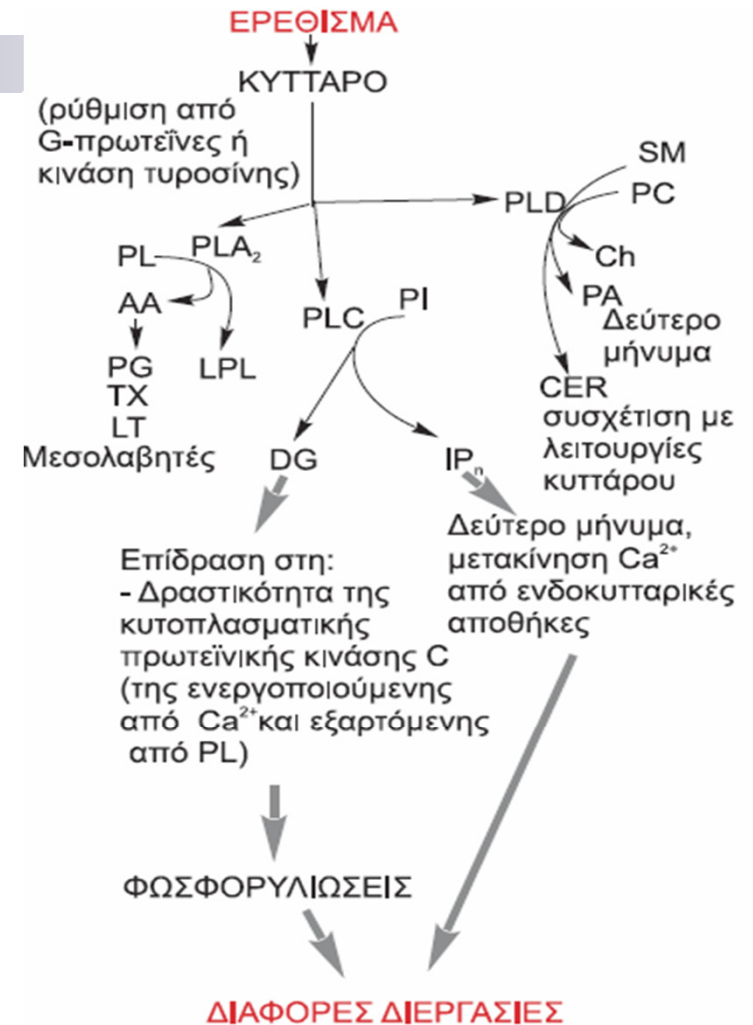 ΕΡΕΘΙΣΜΑ
ΚΥΤΤΑΡΟ
(ρύθμιση από
G-πρωτεΐνες ή
κινάση τυροσίνης)
SM
PLD
PC
PL
PLA₂
Ch
AA
PLC
PI
PA
Δεύτερο
μήνυμα
PG
LPL
TX
LT
Μεσολαβητές
DG
IPₙ
CER
συσχέτιση με
λειτουργίες
κυττάρου
Επίδραση στη:
- Δραστικότητα της
κυτοπλασματικής
πρωτεϊνικής κινάσης C
(της ενεργοποιούμενης
από Ca²⁺και εξαρτόμενης
από PL)
Δεύτερο μήνυμα,
μετακίνηση Ca²⁺
από ενδοκυτταρικές
αποθήκες
ΦΩΣΦΟΡΥΛΙΩΣΕΙΣ
ΔΙΑΦΟΡΕΣ ΔΙΕΡΓΑΣΙΕΣ